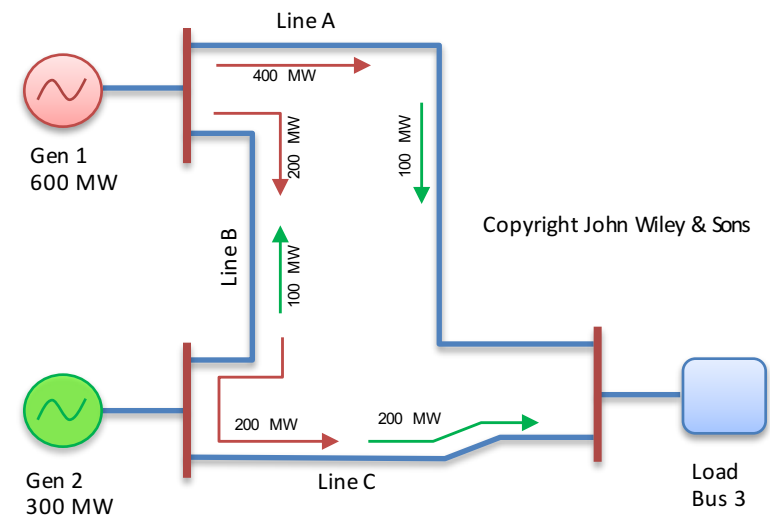 Line A
400 MW
200 MW
100 MW
Gen 1
600 MW
Copyright John Wiley & Sons
Line B
100 MW
200 MW
200 MW
Line C
Gen 2
300 MW
Load
Bus 3